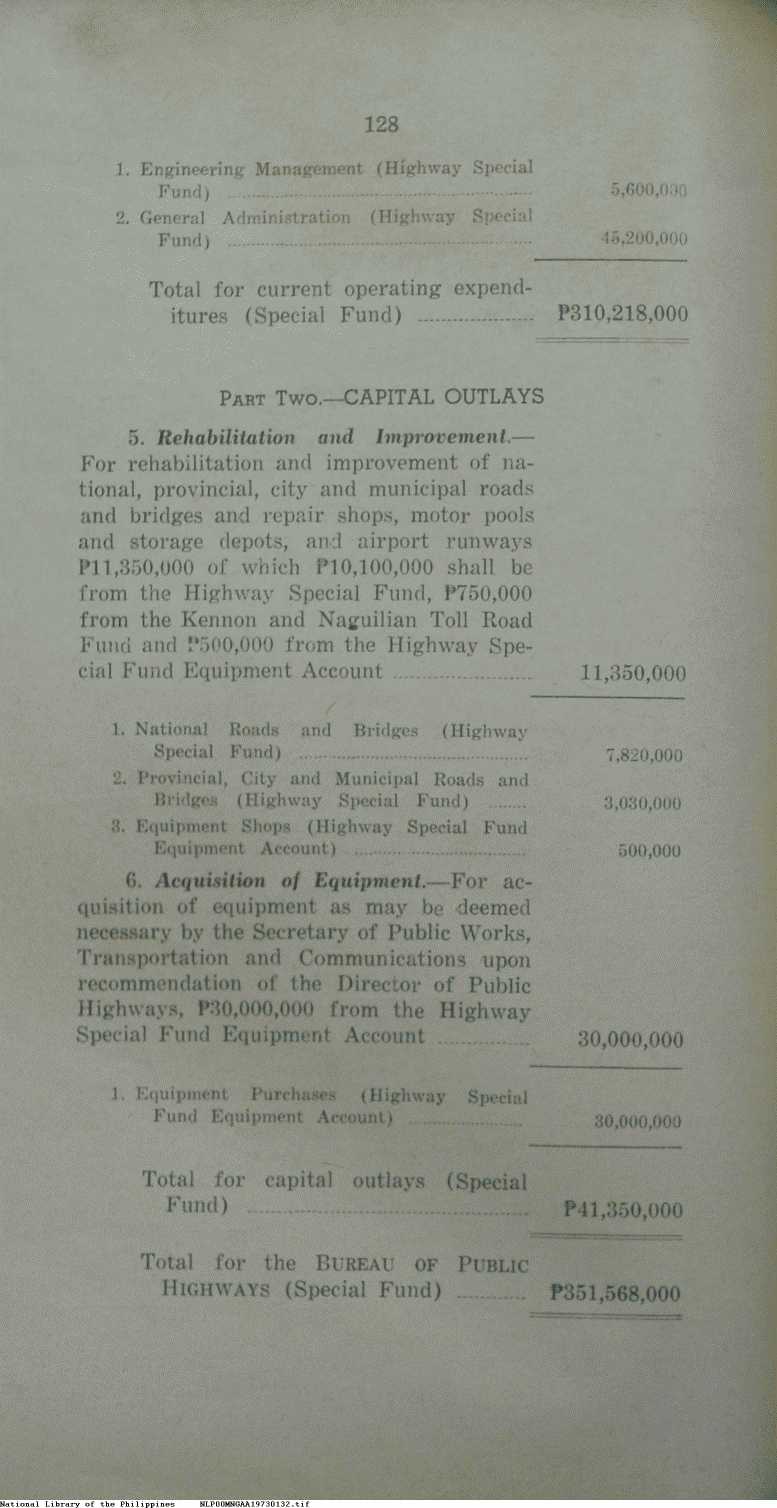 128
1. Engineering Management (Highway Special
Fund) ........ 5,600,000
2. General Administration (Highway Special
Fund) ........ 45,200,000
Total for current operating expend-
itures (Special Fund) ........ ₱310,218,000
PART TWO.—CAPITAL OUTLAYS
5. Rehabilitation and Improvement.—
For rehabilitation and improvement of na-
tional, provincial, city and municipal roads
and bridges and repair shops, motor pools
and storage depots, and airport runways
₱11,350,000 of which ₱10,100,000 shall be
from the Highway Special Fund, ₱750,000
from the Kennon and Naguilian Toll Road
Fund and ₱500,000 from the Highway Spe-
cial Fund Equipment Account ........ 11,350,000
1. National Roads and Bridges (Highway
Special Fund) ........ 7,820,000
2. Provincial, City and Municipal Roads and
Bridges (Highway Special Fund) ........ 3,030,000
3. Equipment Shops (Highway Special Fund
Equipment Account) ........ 500,000
6. Acquisition of Equipment.—For ac-
quisition of equipment as may be deemed
necessary by the Secretary of Public Works,
Transportation and Communications upon
recommendation of the Director of Public
Highways, ₱30,000,000 from the Highway
Special Fund Equipment Account ........ 30,000,000
1. Equipment Purchases (Highway Special
Fund Equipment Account) ........ 30,000,000
Total for capital outlays (Special
Fund) ........ ₱41,350,000
Total for the BUREAU OF PUBLIC
HIGHWAYS (Special Fund) ........ ₱351,568,000
National Library of the Philippines NLP00MNGAA19730132.tif